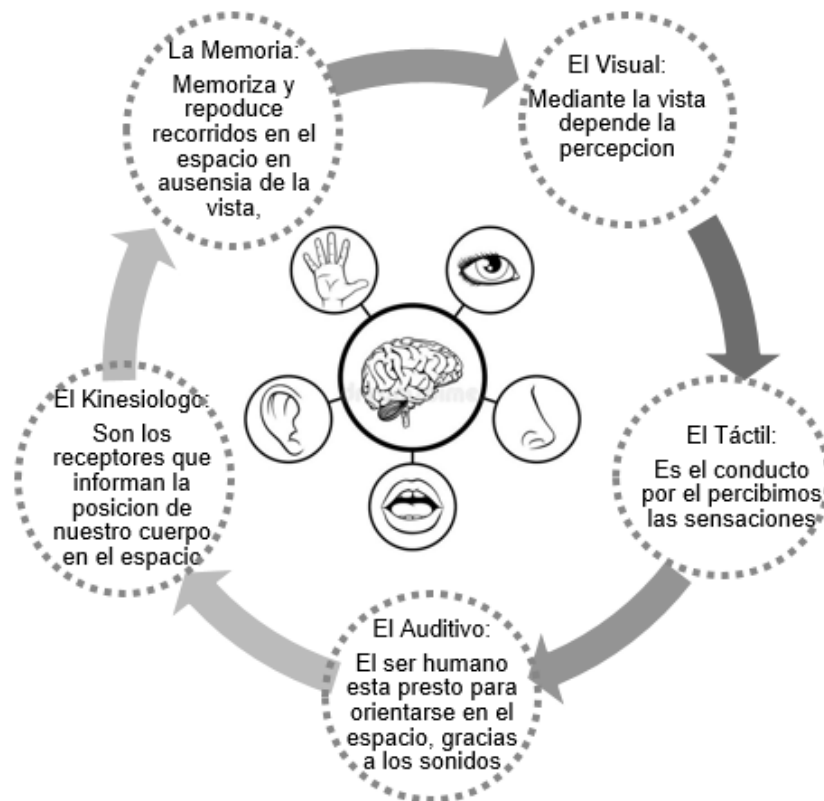 La Memoria:
Memoriza y
repoduce
recorridos en el
espacio en
ausensia de la
vista,
El Visual:
Mediante la vista
depende la
percepcion
El Táctil:
Es el conducto
por el percibimos
las sensaciones
El Auditivo:
El ser humano
esta presto para
orientarse en el
espacio, gracias
a los sonidos
El Kinesiologo:
Son los
receptores que
informan la
posicion de
nuestro cuerpo
en el espacio